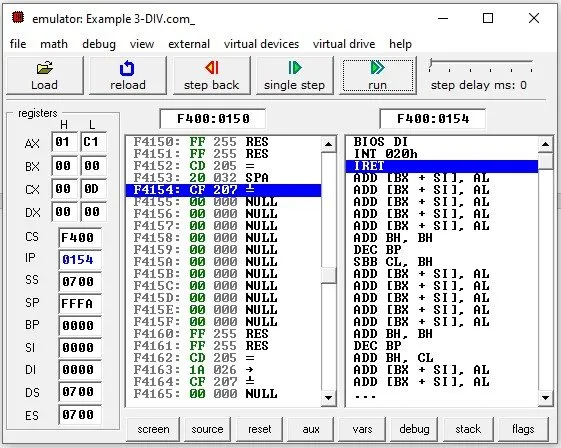 emulator: Example 3-DIV.com_
file math debug view external virtual devices virtual drive help
Load reload step back single step run step delay ms: 0
registers
H L
AX 01 C1
BX 00 00
CX 00 0D
DX 00 00
CS F400
IP 0154
SS 0700
SP FFFA
BP 0000
SI 0000
DI 0000
DS 0700
ES 0700
F400:0150
F4150: FF 255 RES
F4151: FF 255 RES
F4152: CD 205 =
F4153: 20 032 SPA
F4154: CF 207 ╧
F4155: 00 000 NULL
F4156: 00 000 NULL
F4157: 00 000 NULL
F4158: 00 000 NULL
F4159: 00 000 NULL
F415A: 00 000 NULL
F415B: 00 000 NULL
F415C: 00 000 NULL
F415D: 00 000 NULL
F415E: 00 000 NULL
F415F: 00 000 NULL
F4160: FF 255 RES
F4161: FF 255 RES
F4162: CD 205 =
F4163: 1A 026 →
F4164: CF 207 ╧
F4165: 00 000 NULL
F400:0154
BIOS DI
INT 020h
IRET
ADD [BX + SI], AL
ADD [BX + SI], AL
ADD [BX + SI], AL
ADD [BX + SI], AL
ADD BH, BH
DEC BP
SBB CL, BH
ADD [BX + SI], AL
ADD [BX + SI], AL
ADD [BX + SI], AL
ADD [BX + SI], AL
ADD [BX + SI], AL
ADD [BX + SI], AL
ADD BH, BH
DEC BP
ADD BH, CL
ADD [BX + SI], AL
ADD [BX + SI], AL
...
screen source reset aux vars debug stack flags